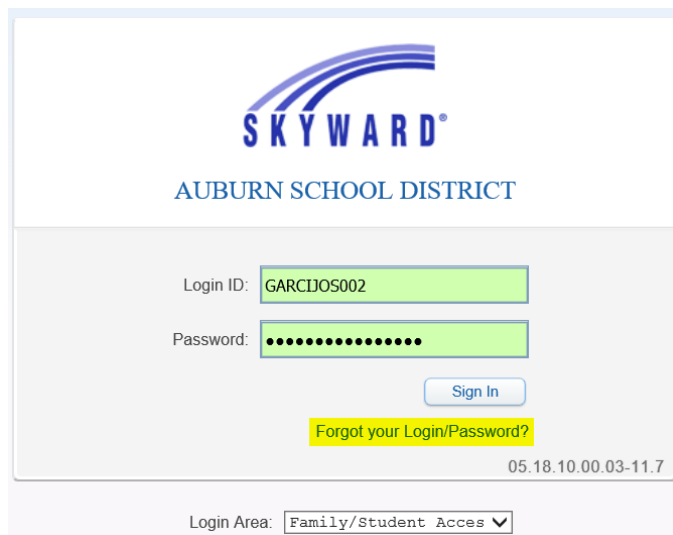 SKYWARD®
AUBURN SCHOOL DISTRICT
Login ID: GARCIJOS002
Password: ●●●●●●●●●●●●●●●●
Sign In
Forgot your Login/Password?
05.18.10.00.03-11.7
Login Area: Family/Student Acces